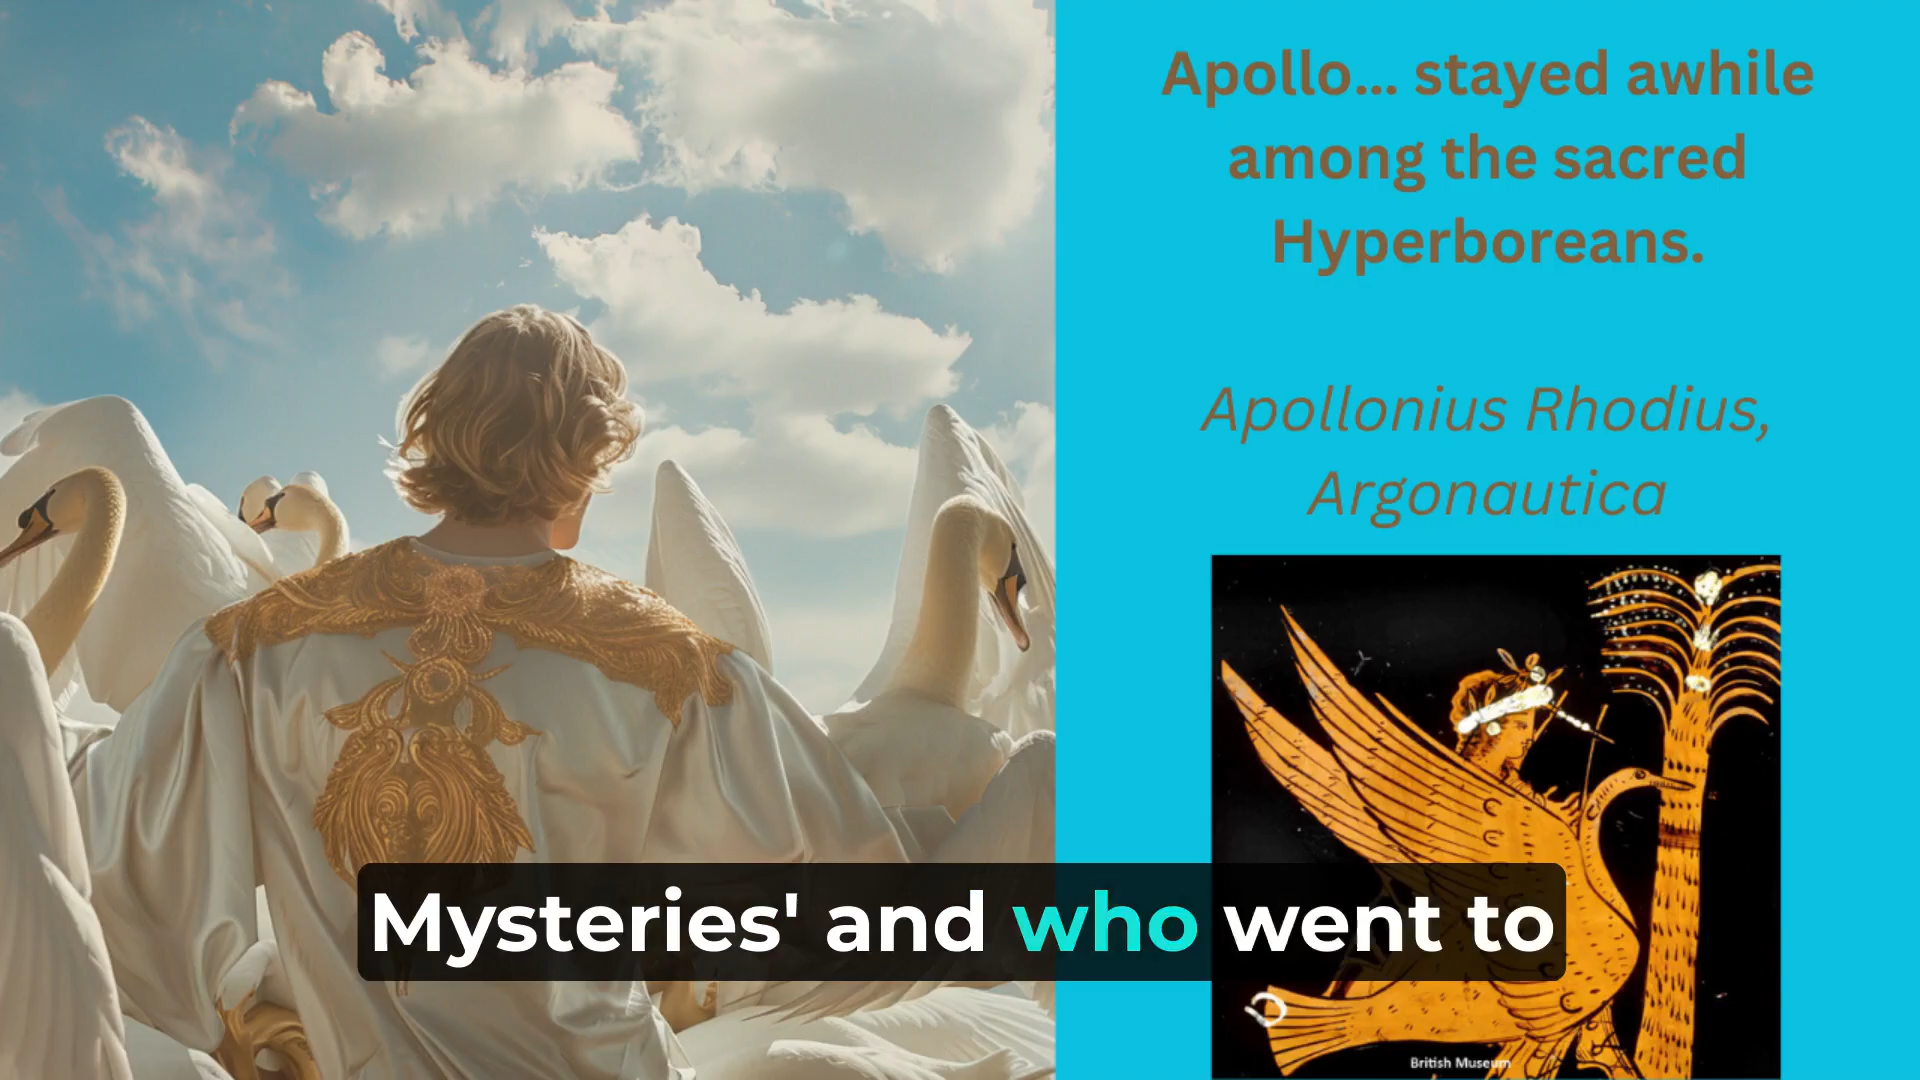 Apollo... stayed awhile
among the sacred
Hyperboreans.
Apollonius Rhodius,
Argonautica
Mysteries' and who went to
British Museum